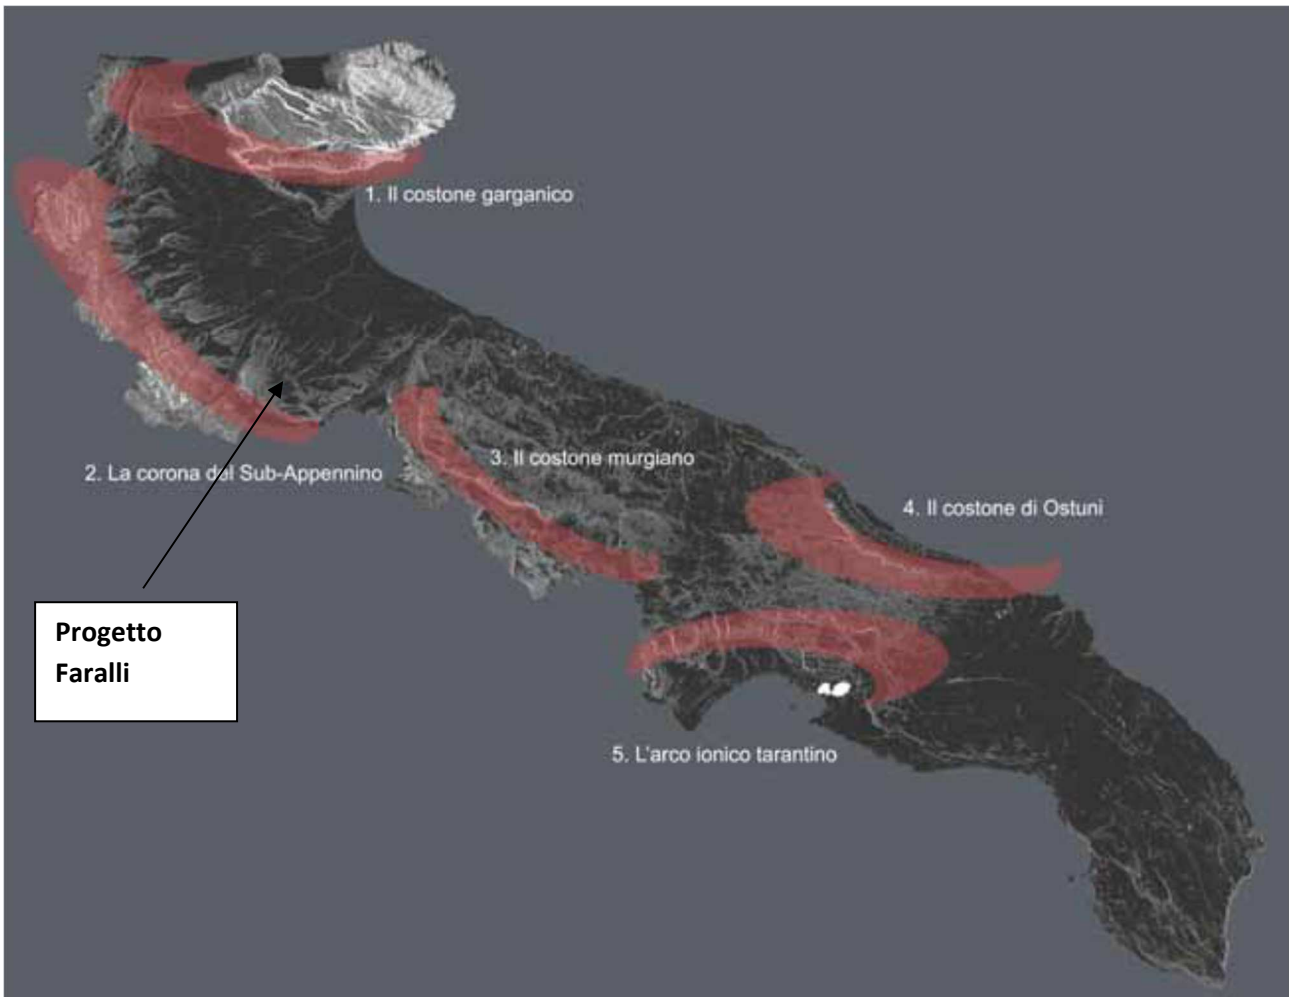 1. Il costone garganico
2. La corona del Sub-Appennino
3. Il costone murgiano
4. Il costone di Ostuni
Progetto
Faralli
5. L'arco ionico tarantino